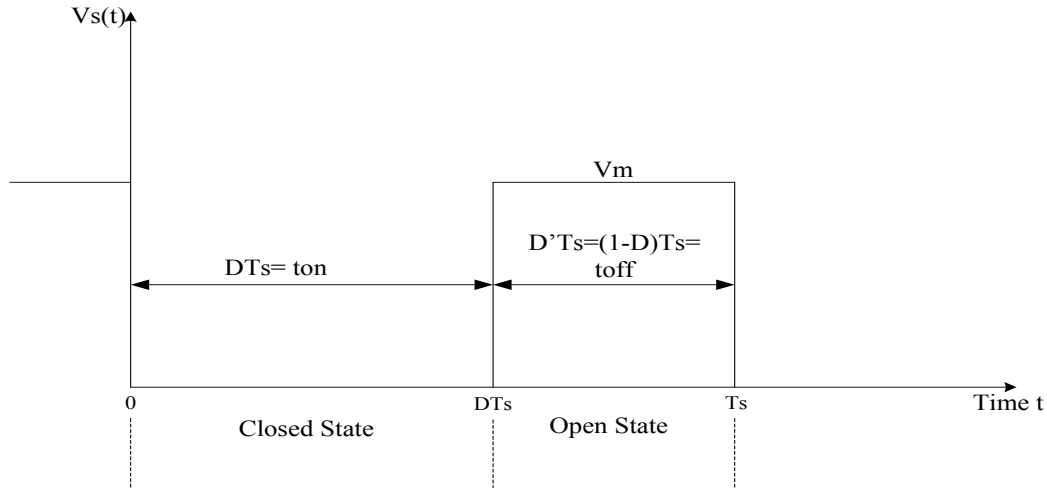 Vs(t)
Vm
D’Ts=(1-D)Ts=
toff
DTs= ton
0
DTs
Ts
Time t
Closed State
Open State